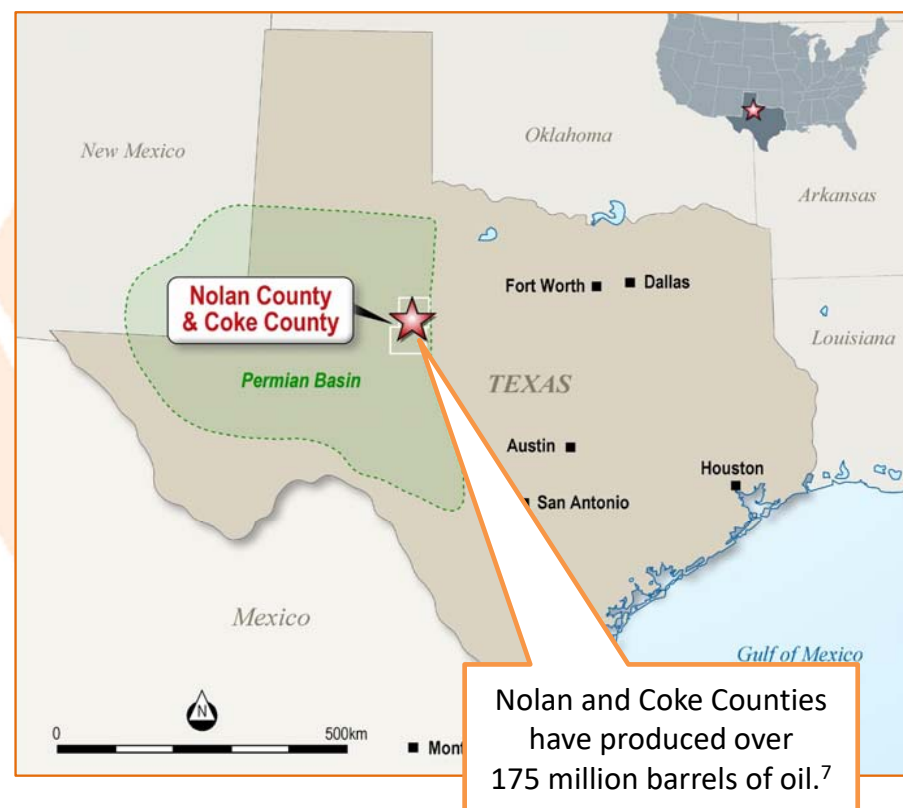 New Mexico
Oklahoma
Arkansas
Fort Worth
Dallas
Nolan County
& Coke County
Louisiana
Permian Basin
TEXAS
Austin
Houston
San Antonio
Mexico
Gulf of Mexico
N
0
500km
Mont
Nolan and Coke Counties
have produced over
175 million barrels of oil.⁷